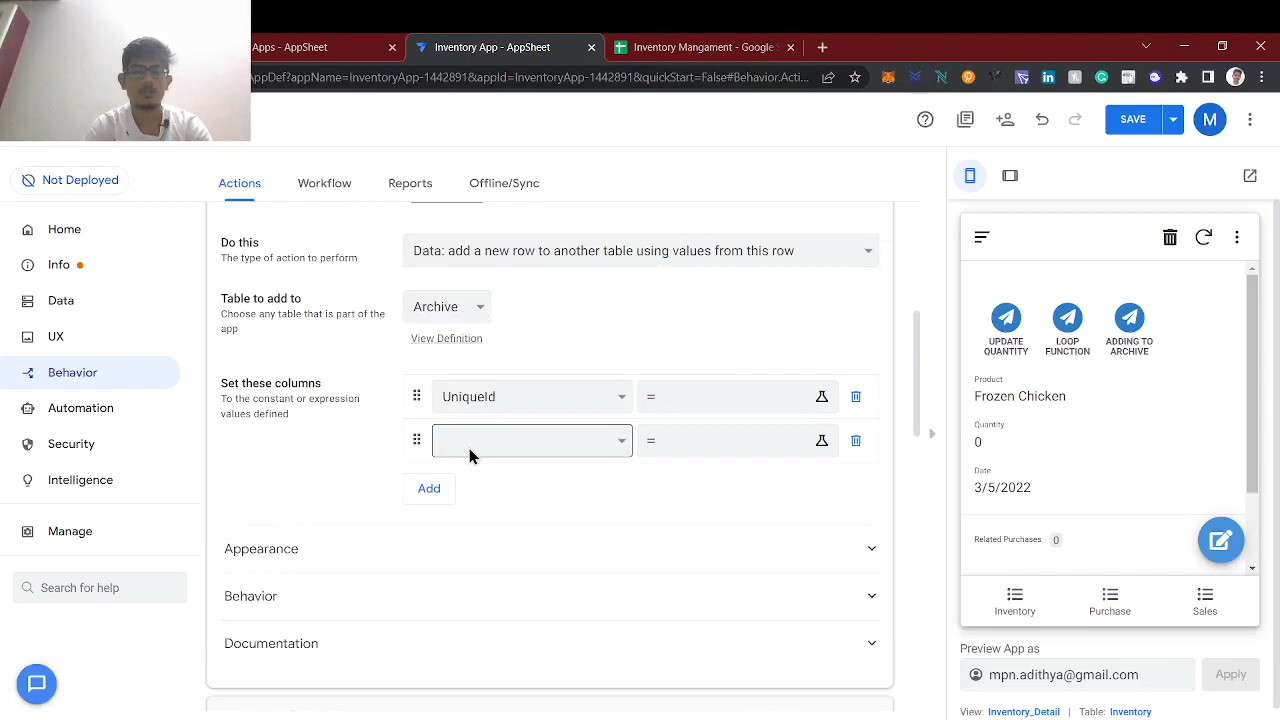 Apps - AppSheet
Inventory App - AppSheet
Inventory Mangament - Google
AppDef?appName=InventoryApp-1442891&appId=InventoryApp-1442891&quickStart=False#Behavior.Acti...
SAVE
M
Not Deployed
Actions
Workflow
Reports
Offline/Sync
Home
Info
Data
UX
Behavior
Automation
Security
Intelligence
Manage
Search for help
Do this
The type of action to perform
Data: add a new row to another table using values from this row
Table to add to
Choose any table that is part of the
app
Archive
View Definition
Set these columns
To the constant or expression
values defined
UniqueId
=
=
Add
Appearance
Behavior
Documentation
UPDATE
QUANTITY
LOOP
FUNCTION
ADDING TO
ARCHIVE
Product
Frozen Chicken
Quantity
0
Date
3/5/2022
Related Purchases 0
Inventory
Purchase
Sales
Preview App as
mpn.adithya@gmail.com
Apply
View: Inventory_Detail | Table: Inventory